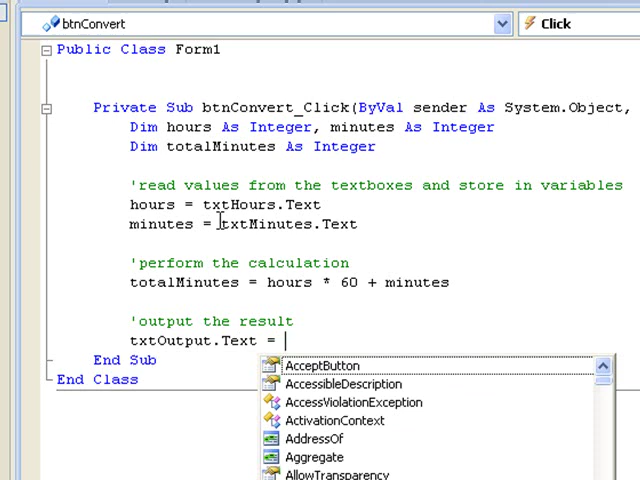 btnConvert
Click
Public Class Form1
Private Sub btnConvert_Click(ByVal sender As System.Object,
Dim hours As Integer, minutes As Integer
Dim totalMinutes As Integer
'read values from the textboxes and store in variables
hours = txtHours.Text
minutes = txtMinutes.Text
'perform the calculation
totalMinutes = hours * 60 + minutes
'output the result
txtOutput.Text =
End Sub
End Class
AcceptButton
AccessibleDescription
AccessViolationException
ActivationContext
AddressOf
Aggregate
AllowTransparency